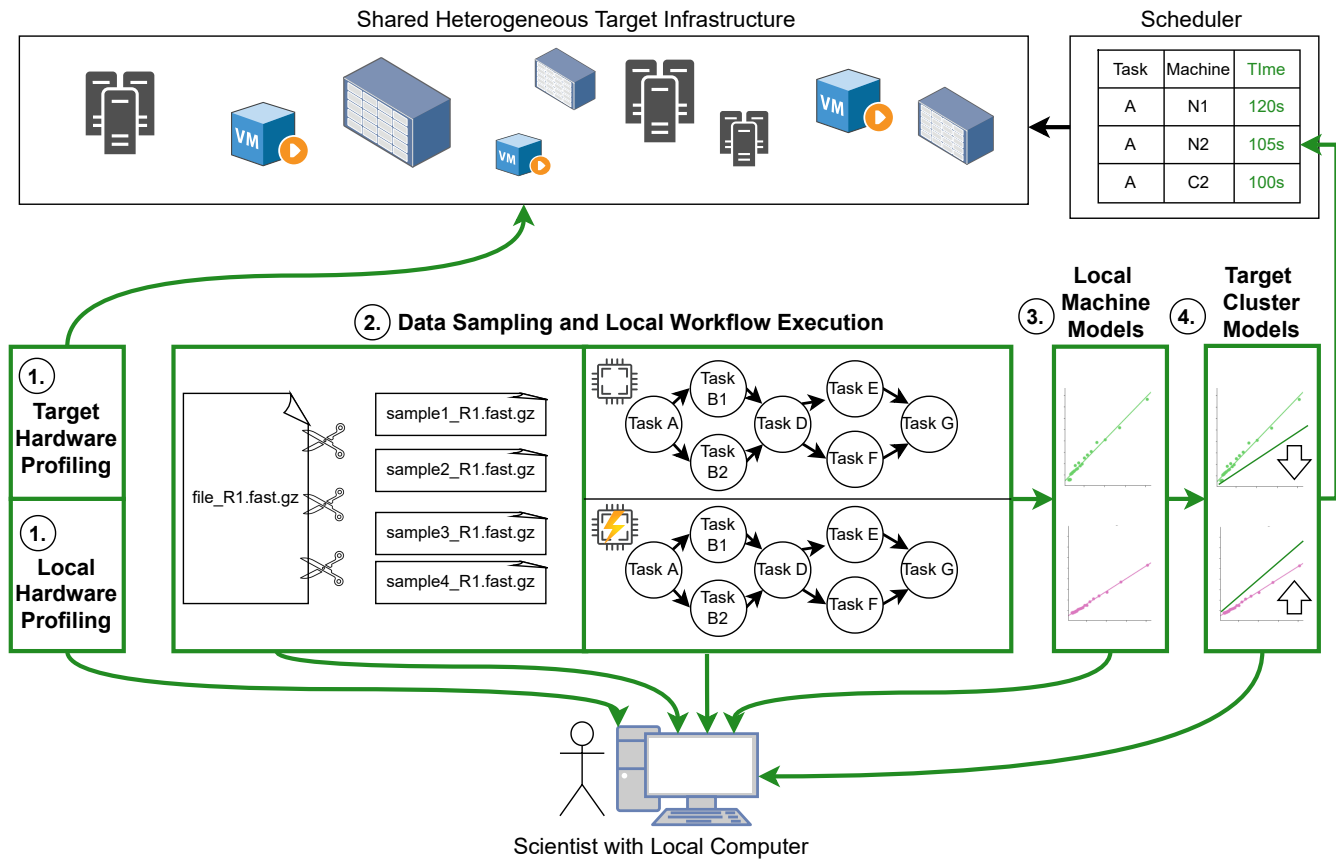 Shared Heterogeneous Target Infrastructure
Scheduler
Task Machine TIme
A N1 120s
A N2 105s
A C2 100s
VM
VM
VM
1.
Target
Hardware
Profiling
1.
Local
Hardware
Profiling
2. Data Sampling and Local Workflow Execution
file_R1.fast.gz
sample1_R1.fast.gz
sample2_R1.fast.gz
sample3_R1.fast.gz
sample4_R1.fast.gz
Task A
Task
B1
Task
B2
Task D
Task E
Task F
Task G
Task A
Task
B1
Task
B2
Task D
Task E
Task F
Task G
3.
Local
Machine
Models
4.
Target
Cluster
Models
Scientist with Local Computer